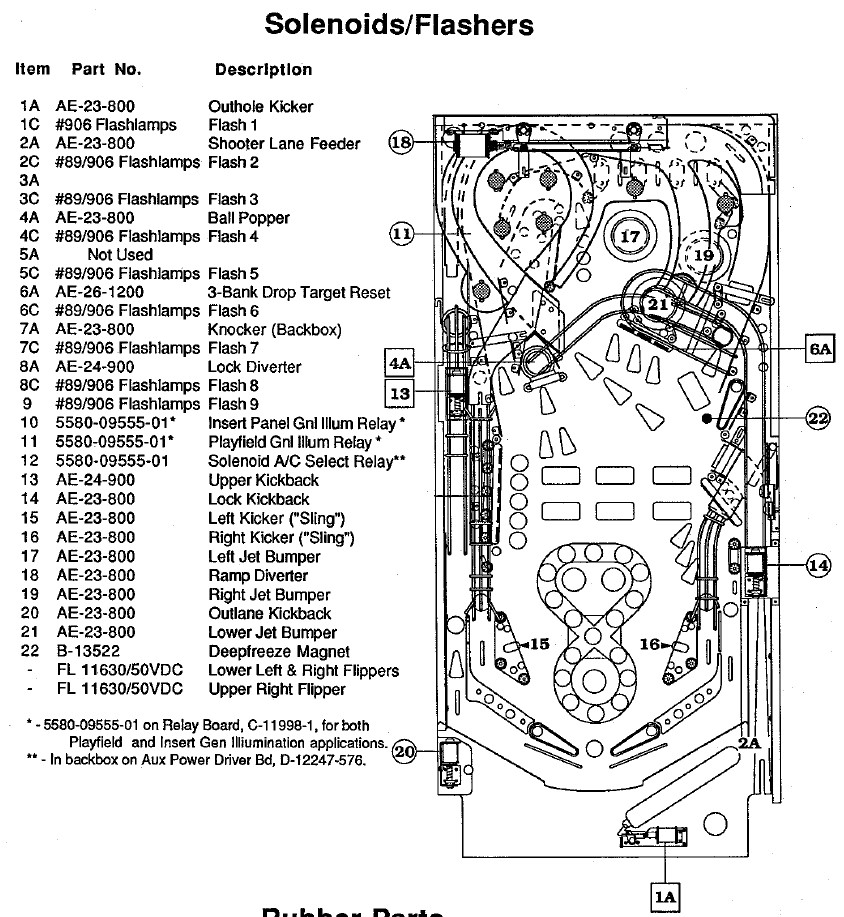 Solenoids/Flashers
Item Part No. Description
1A AE-23-800 Outhole Kicker
1C #906 Flashlamps Flash 1
2A AE-23-800 Shooter Lane Feeder
2C #89/906 Flashlamps Flash 2
3A
3C #89/906 Flashlamps Flash 3
4A AE-23-800 Ball Popper
4C #89/906 Flashlamps Flash 4
5A Not Used
5C #89/906 Flashlamps Flash 5
6A AE-26-1200 3-Bank Drop Target Reset
6C #89/906 Flashlamps Flash 6
7A AE-23-800 Knocker (Backbox)
7C #89/906 Flashlamps Flash 7
8A AE-24-900 Lock Diverter
8C #89/906 Flashlamps Flash 8
9 #89/906 Flashlamps Flash 9
10 5580-09555-01* Insert Panel Gnl Illum Relay *
11 5580-09555-01* Playfield Gnl Illum Relay *
12 5580-09555-01 Solenoid A/C Select Relay**
13 AE-24-900 Upper Kickback
14 AE-23-800 Lock Kickback
15 AE-23-800 Left Kicker ("Sling")
16 AE-23-800 Right Kicker ("Sling")
17 AE-23-800 Left Jet Bumper
18 AE-23-800 Ramp Diverter
19 AE-23-800 Right Jet Bumper
20 AE-23-800 Outlane Kickback
21 AE-23-800 Lower Jet Bumper
22 B-13522 Deepfreeze Magnet
- FL 11630/50VDC Lower Left & Right Flippers
- FL 11630/50VDC Upper Right Flipper
* - 5580-09555-01 on Relay Board, C-11998-1, for both
Playfield and Insert Gen Illiumination applications.
** - In backbox on Aux Power Driver Bd, D-12247-576.
18
11
17
19
21
4A
6A
13
22
14
15
16
20
2A
1A
Rubber Parts